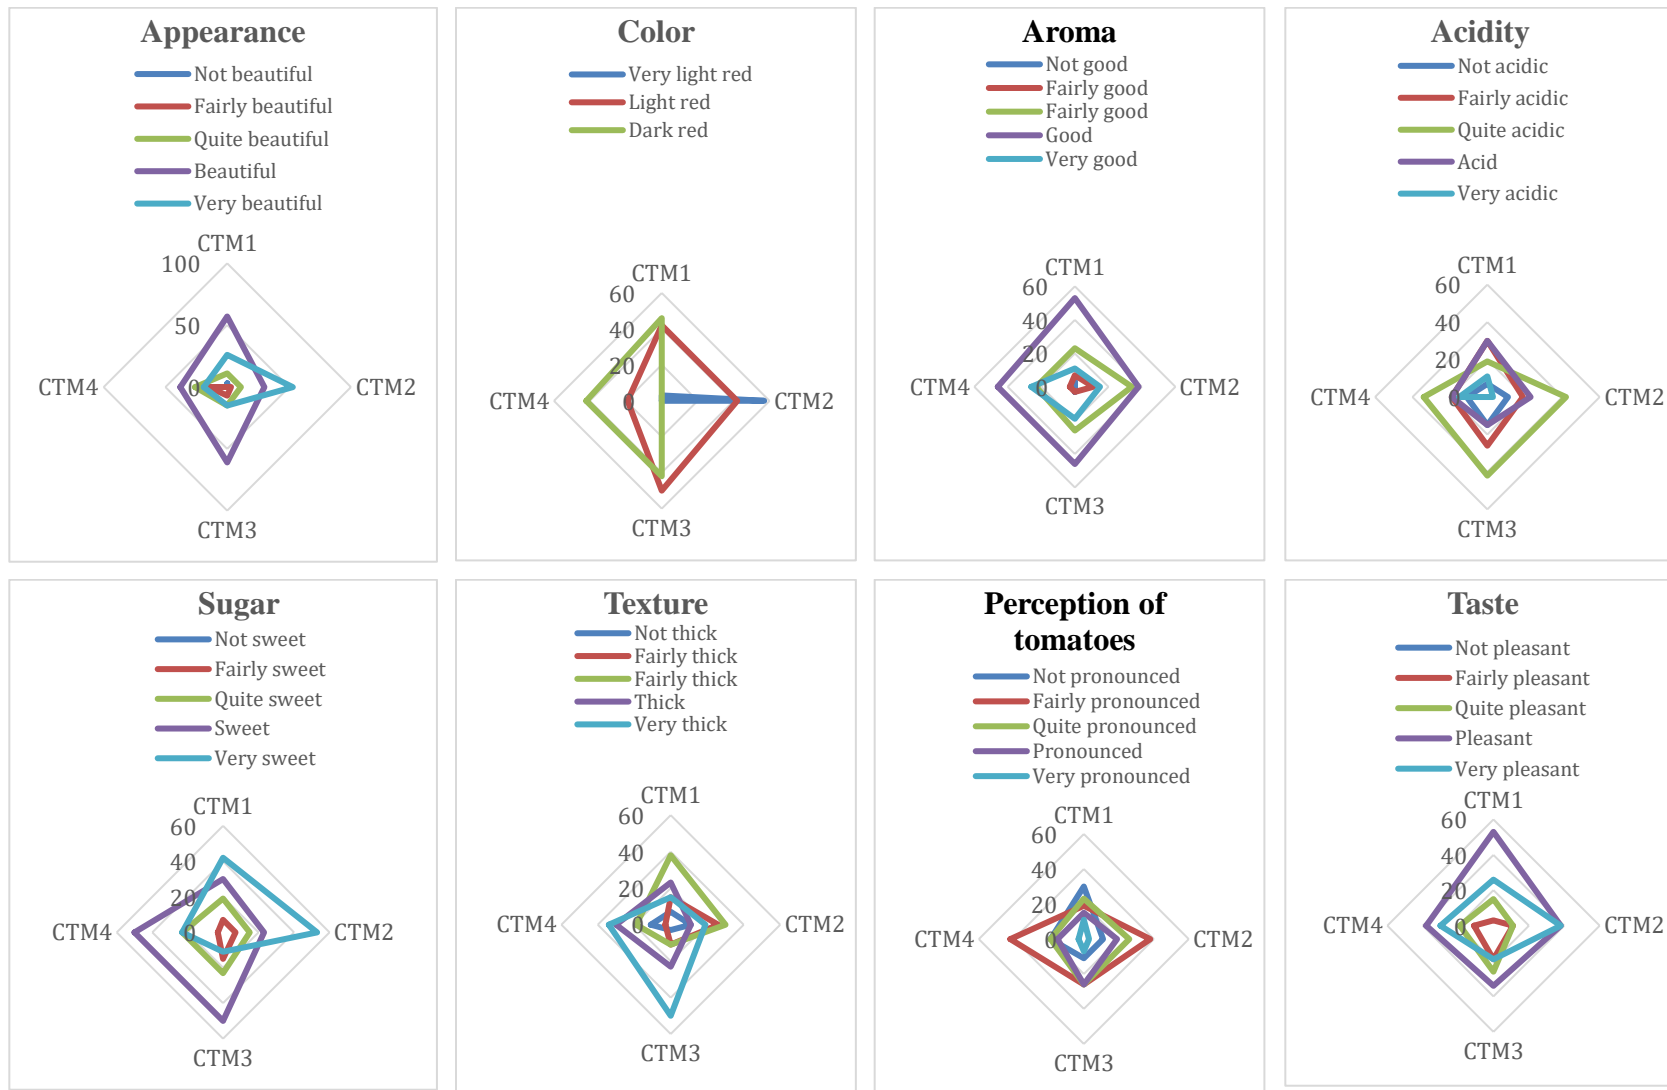 Appearance
Not beautiful
Fairly beautiful
Quite beautiful
Beautiful
Very beautiful
CTM1
100
50
0
CTM4
CTM2
CTM3
Color
Very light red
Light red
Dark red
CTM1
60
40
20
0
CTM4
CTM2
CTM3
Aroma
Not good
Fairly good
Fairly good
Good
Very good
CTM1
60
40
20
0
CTM4
CTM2
CTM3
Acidity
Not acidic
Fairly acidic
Quite acidic
Acid
Very acidic
CTM1
60
40
20
0
CTM4
CTM2
CTM3
Sugar
Not sweet
Fairly sweet
Quite sweet
Sweet
Very sweet
CTM1
60
40
20
0
CTM4
CTM2
CTM3
Texture
Not thick
Fairly thick
Fairly thick
Thick
Very thick
CTM1
60
40
20
0
CTM4
CTM2
CTM3
Perception of
tomatoes
Not pronounced
Fairly pronounced
Quite pronounced
Pronounced
Very pronounced
CTM1
60
40
20
0
CTM4
CTM2
CTM3
Taste
Not pleasant
Fairly pleasant
Quite pleasant
Pleasant
Very pleasant
CTM1
60
40
20
0
CTM4
CTM2
CTM3